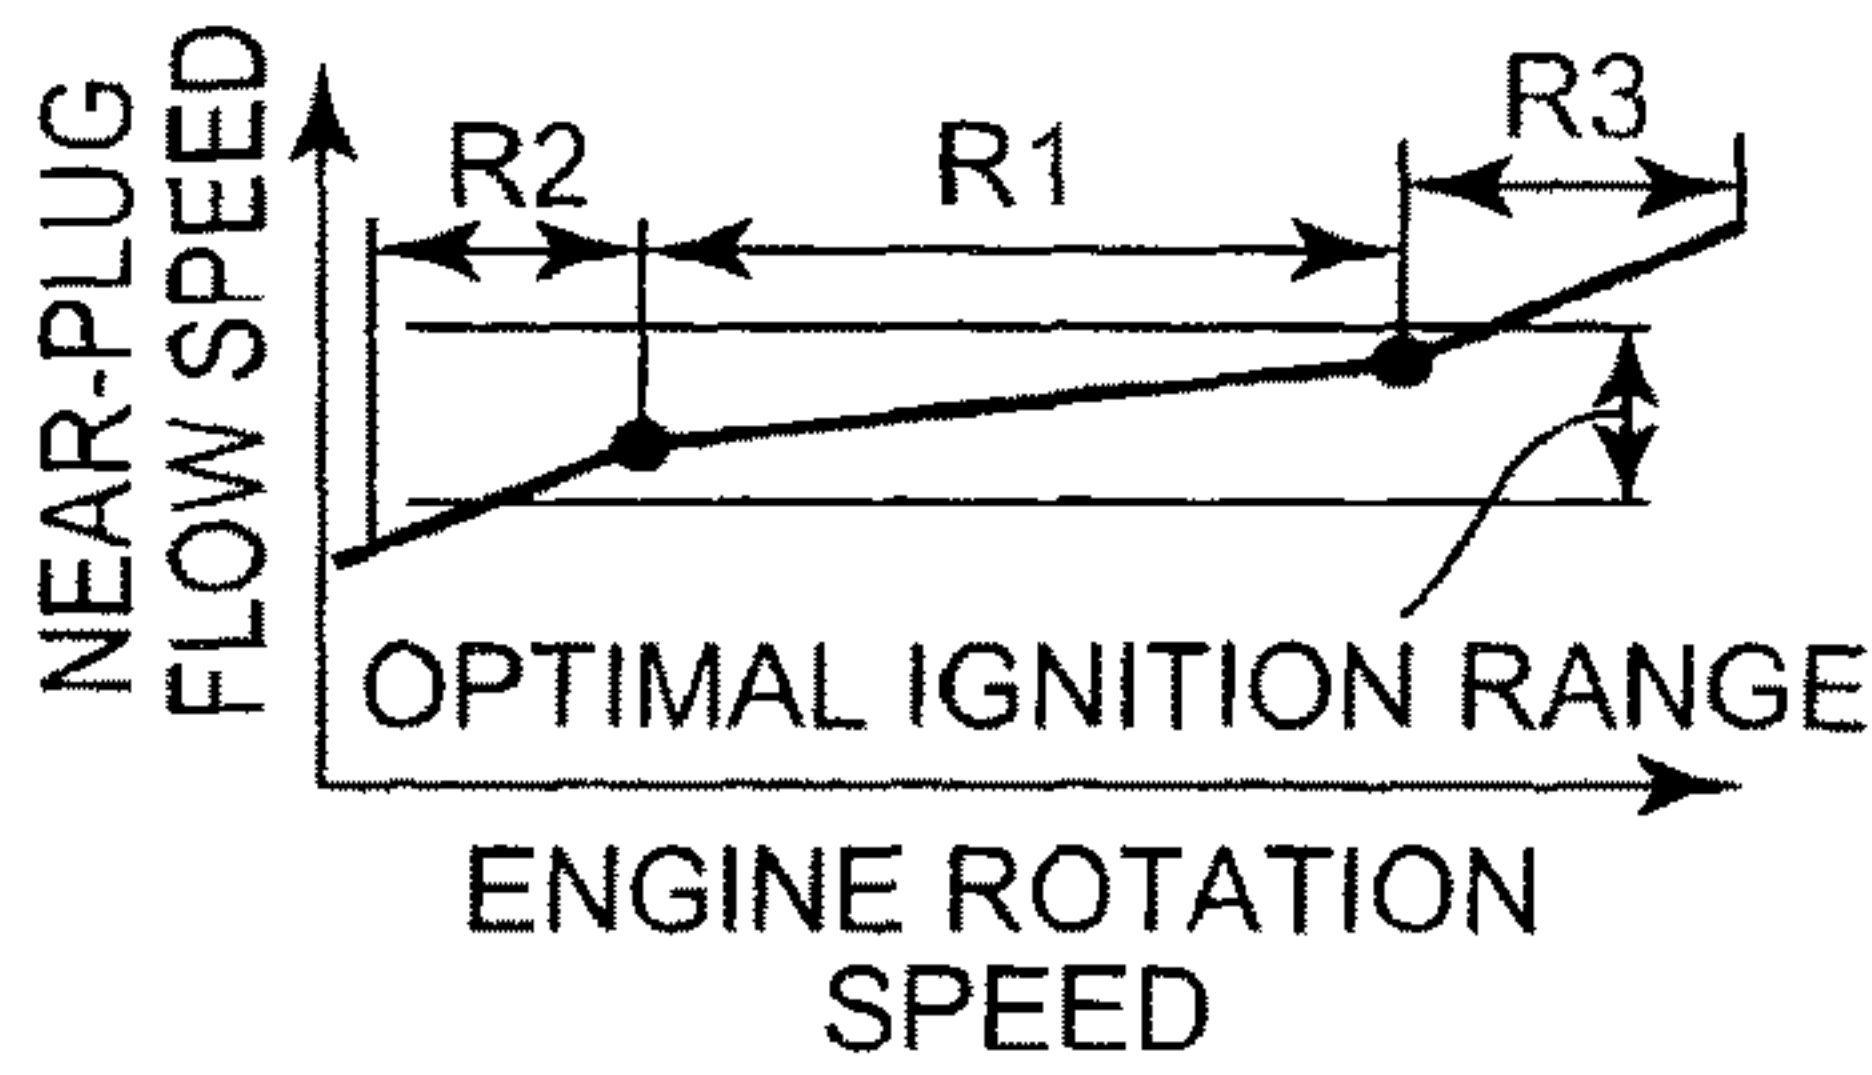 NEAR-PLUG
FLOW SPEED
R2
R1
R3
OPTIMAL IGNITION RANGE
ENGINE ROTATION
SPEED